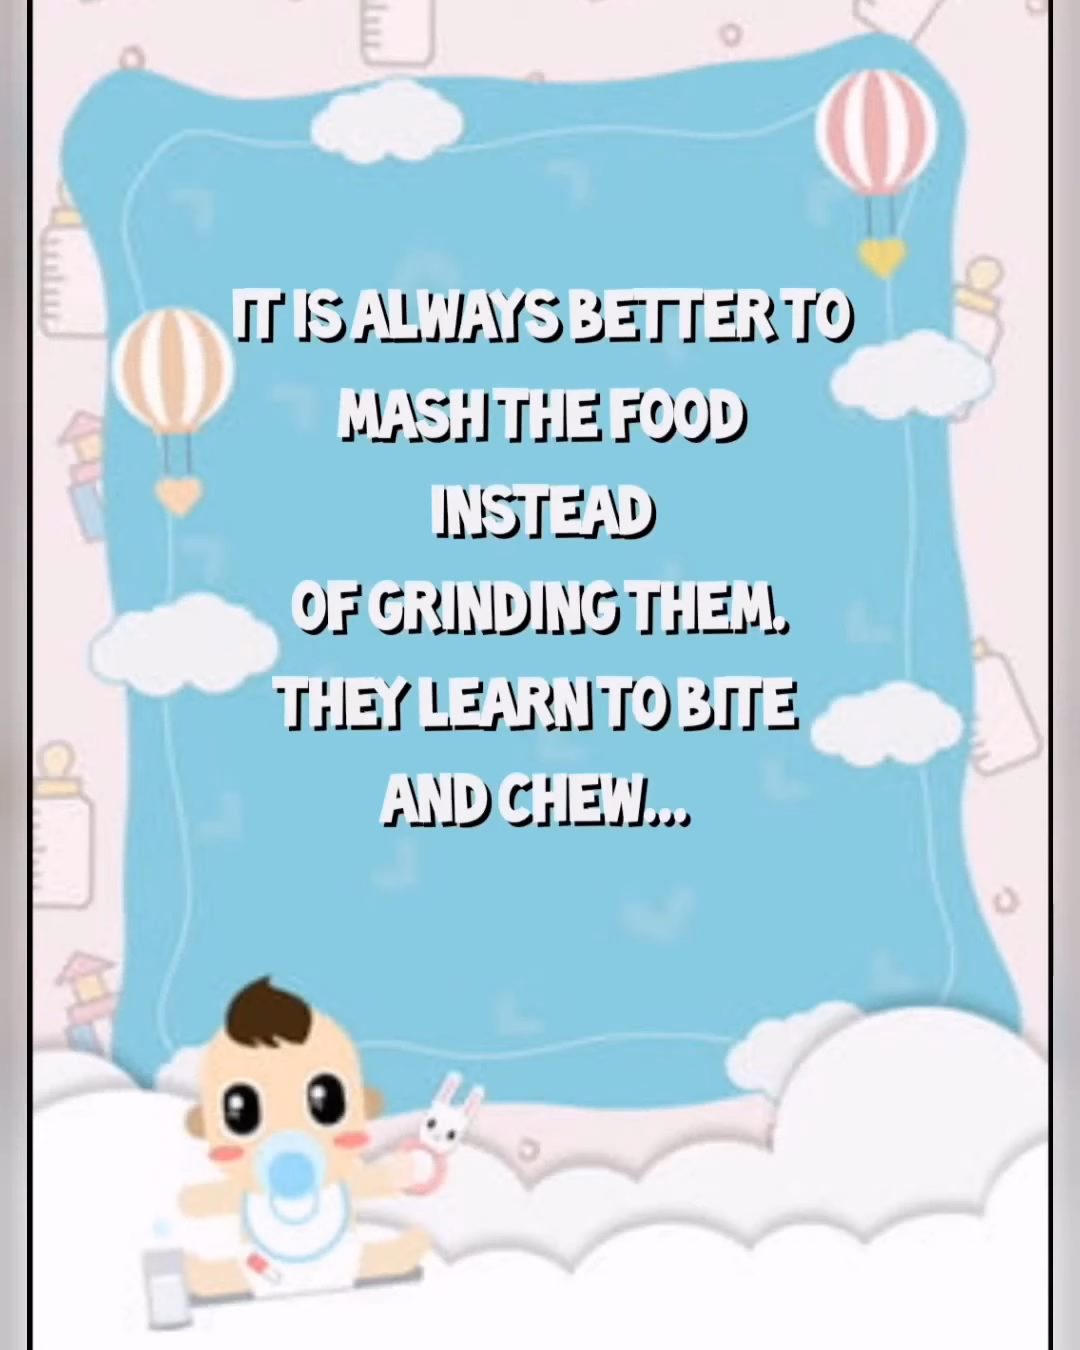 IT IS ALWAYS BETTER TO
MASH THE FOOD
INSTEAD
OF GRINDING THEM.
THEY LEARN TO BITE
AND CHEW...